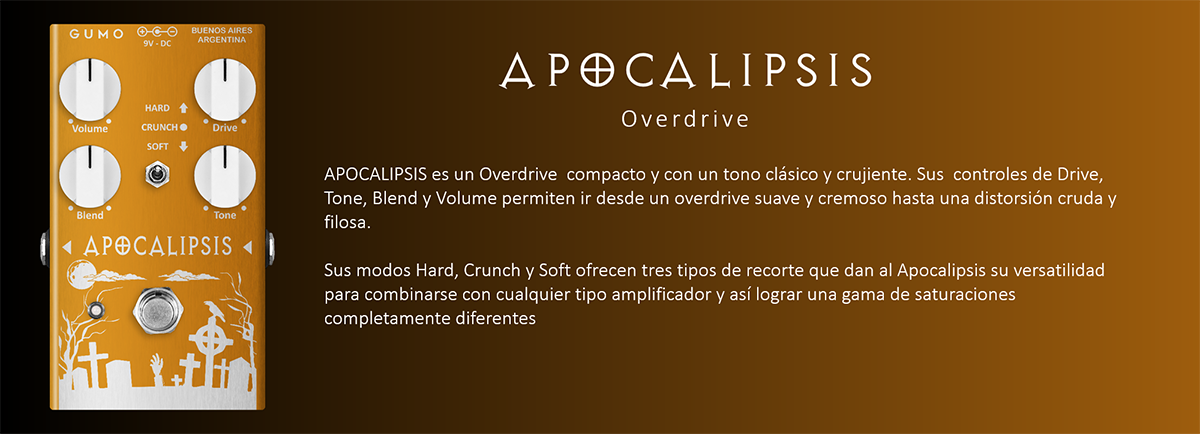 GUMO
9V - DC
BUENOS AIRES
ARGENTINA
HARD
CRUNCH
SOFT
Volume
Drive
Blend
Tone
APOCALIPSIS
APOCALIPSIS
Overdrive
APOCALIPSIS es un Overdrive compacto y con un tono clásico y crujiente. Sus controles de Drive,
Tone, Blend y Volume permiten ir desde un overdrive suave y cremoso hasta una distorsión cruda y
filosa.
Sus modos Hard, Crunch y Soft ofrecen tres tipos de recorte que dan al Apocalipsis su versatilidad
para combinarse con cualquier tipo amplificador y así lograr una gama de saturaciones
completamente diferentes